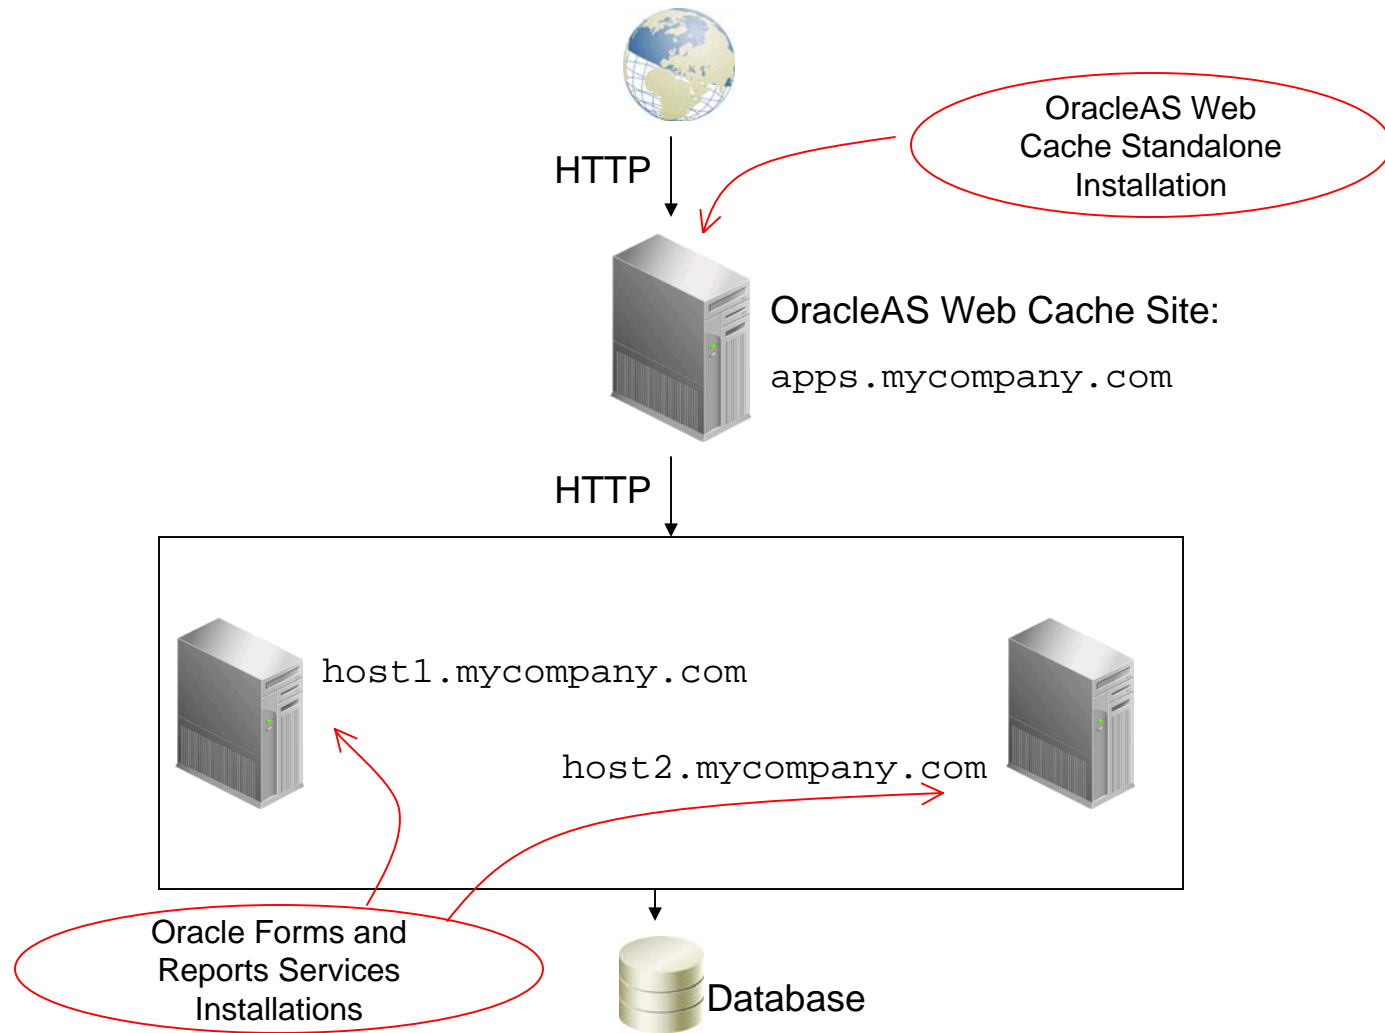 OracleAS Web
Cache Standalone
Installation
HTTP
OracleAS Web Cache Site:
apps.mycompany.com
HTTP
host1.mycompany.com
host2.mycompany.com
Oracle Forms and
Reports Services
Installations
Database